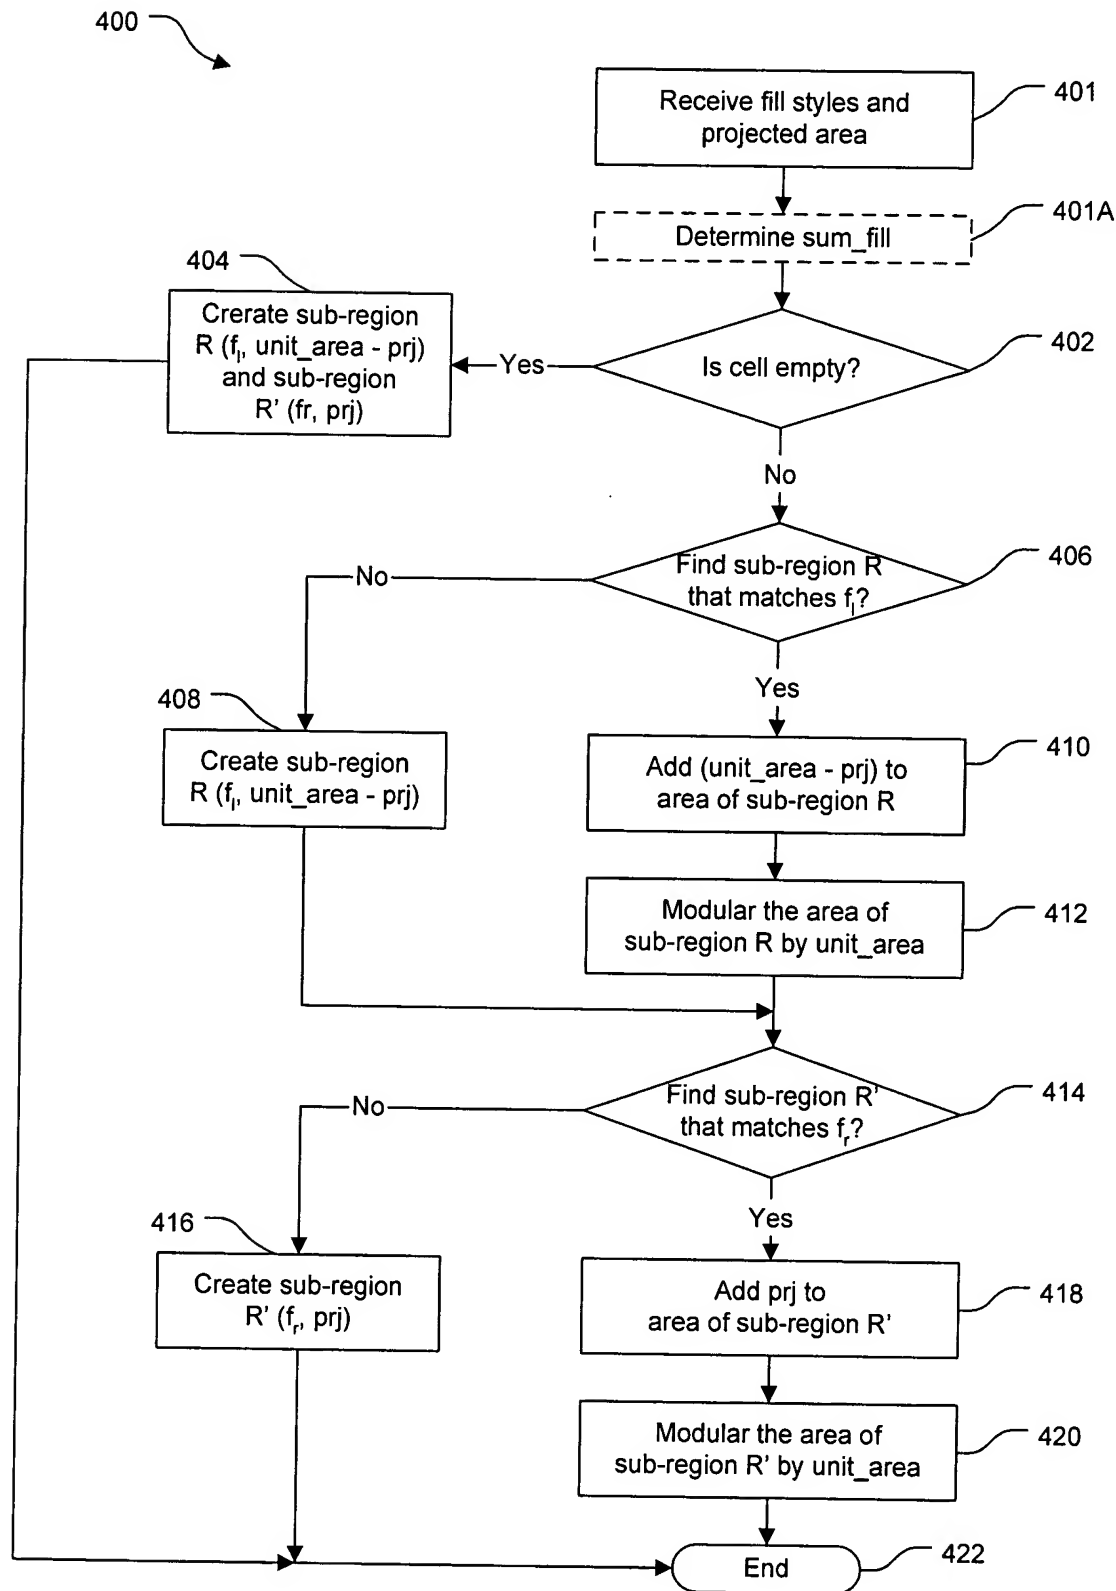 400
Receive fill styles and
projected area
401
Determine sum_fill
401A
404
Crerate sub-region
R (fl, unit_area - prj)
and sub-region
R' (fr, prj)
Yes
Is cell empty?
402
No
Find sub-region R
that matches fl?
406
No
Yes
408
Create sub-region
R (fl, unit_area - prj)
Add (unit_area - prj) to
area of sub-region R
410
Modular the area of
sub-region R by unit_area
412
Find sub-region R'
that matches fr?
414
No
Yes
416
Create sub-region
R' (fr, prj)
Add prj to
area of sub-region R'
418
Modular the area of
sub-region R' by unit_area
420
End
422